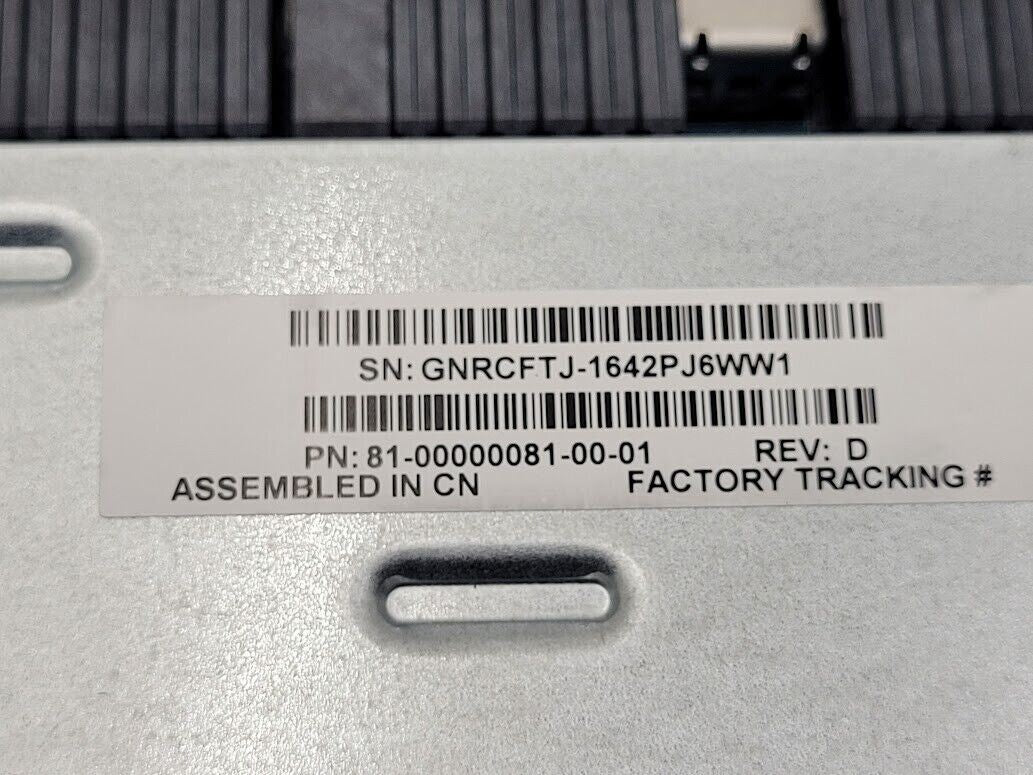 SN: GNRCFTJ-1642PJ6WW1
PN: 81-00000081-00-01 REV: D
ASSEMBLED IN CN FACTORY TRACKING #